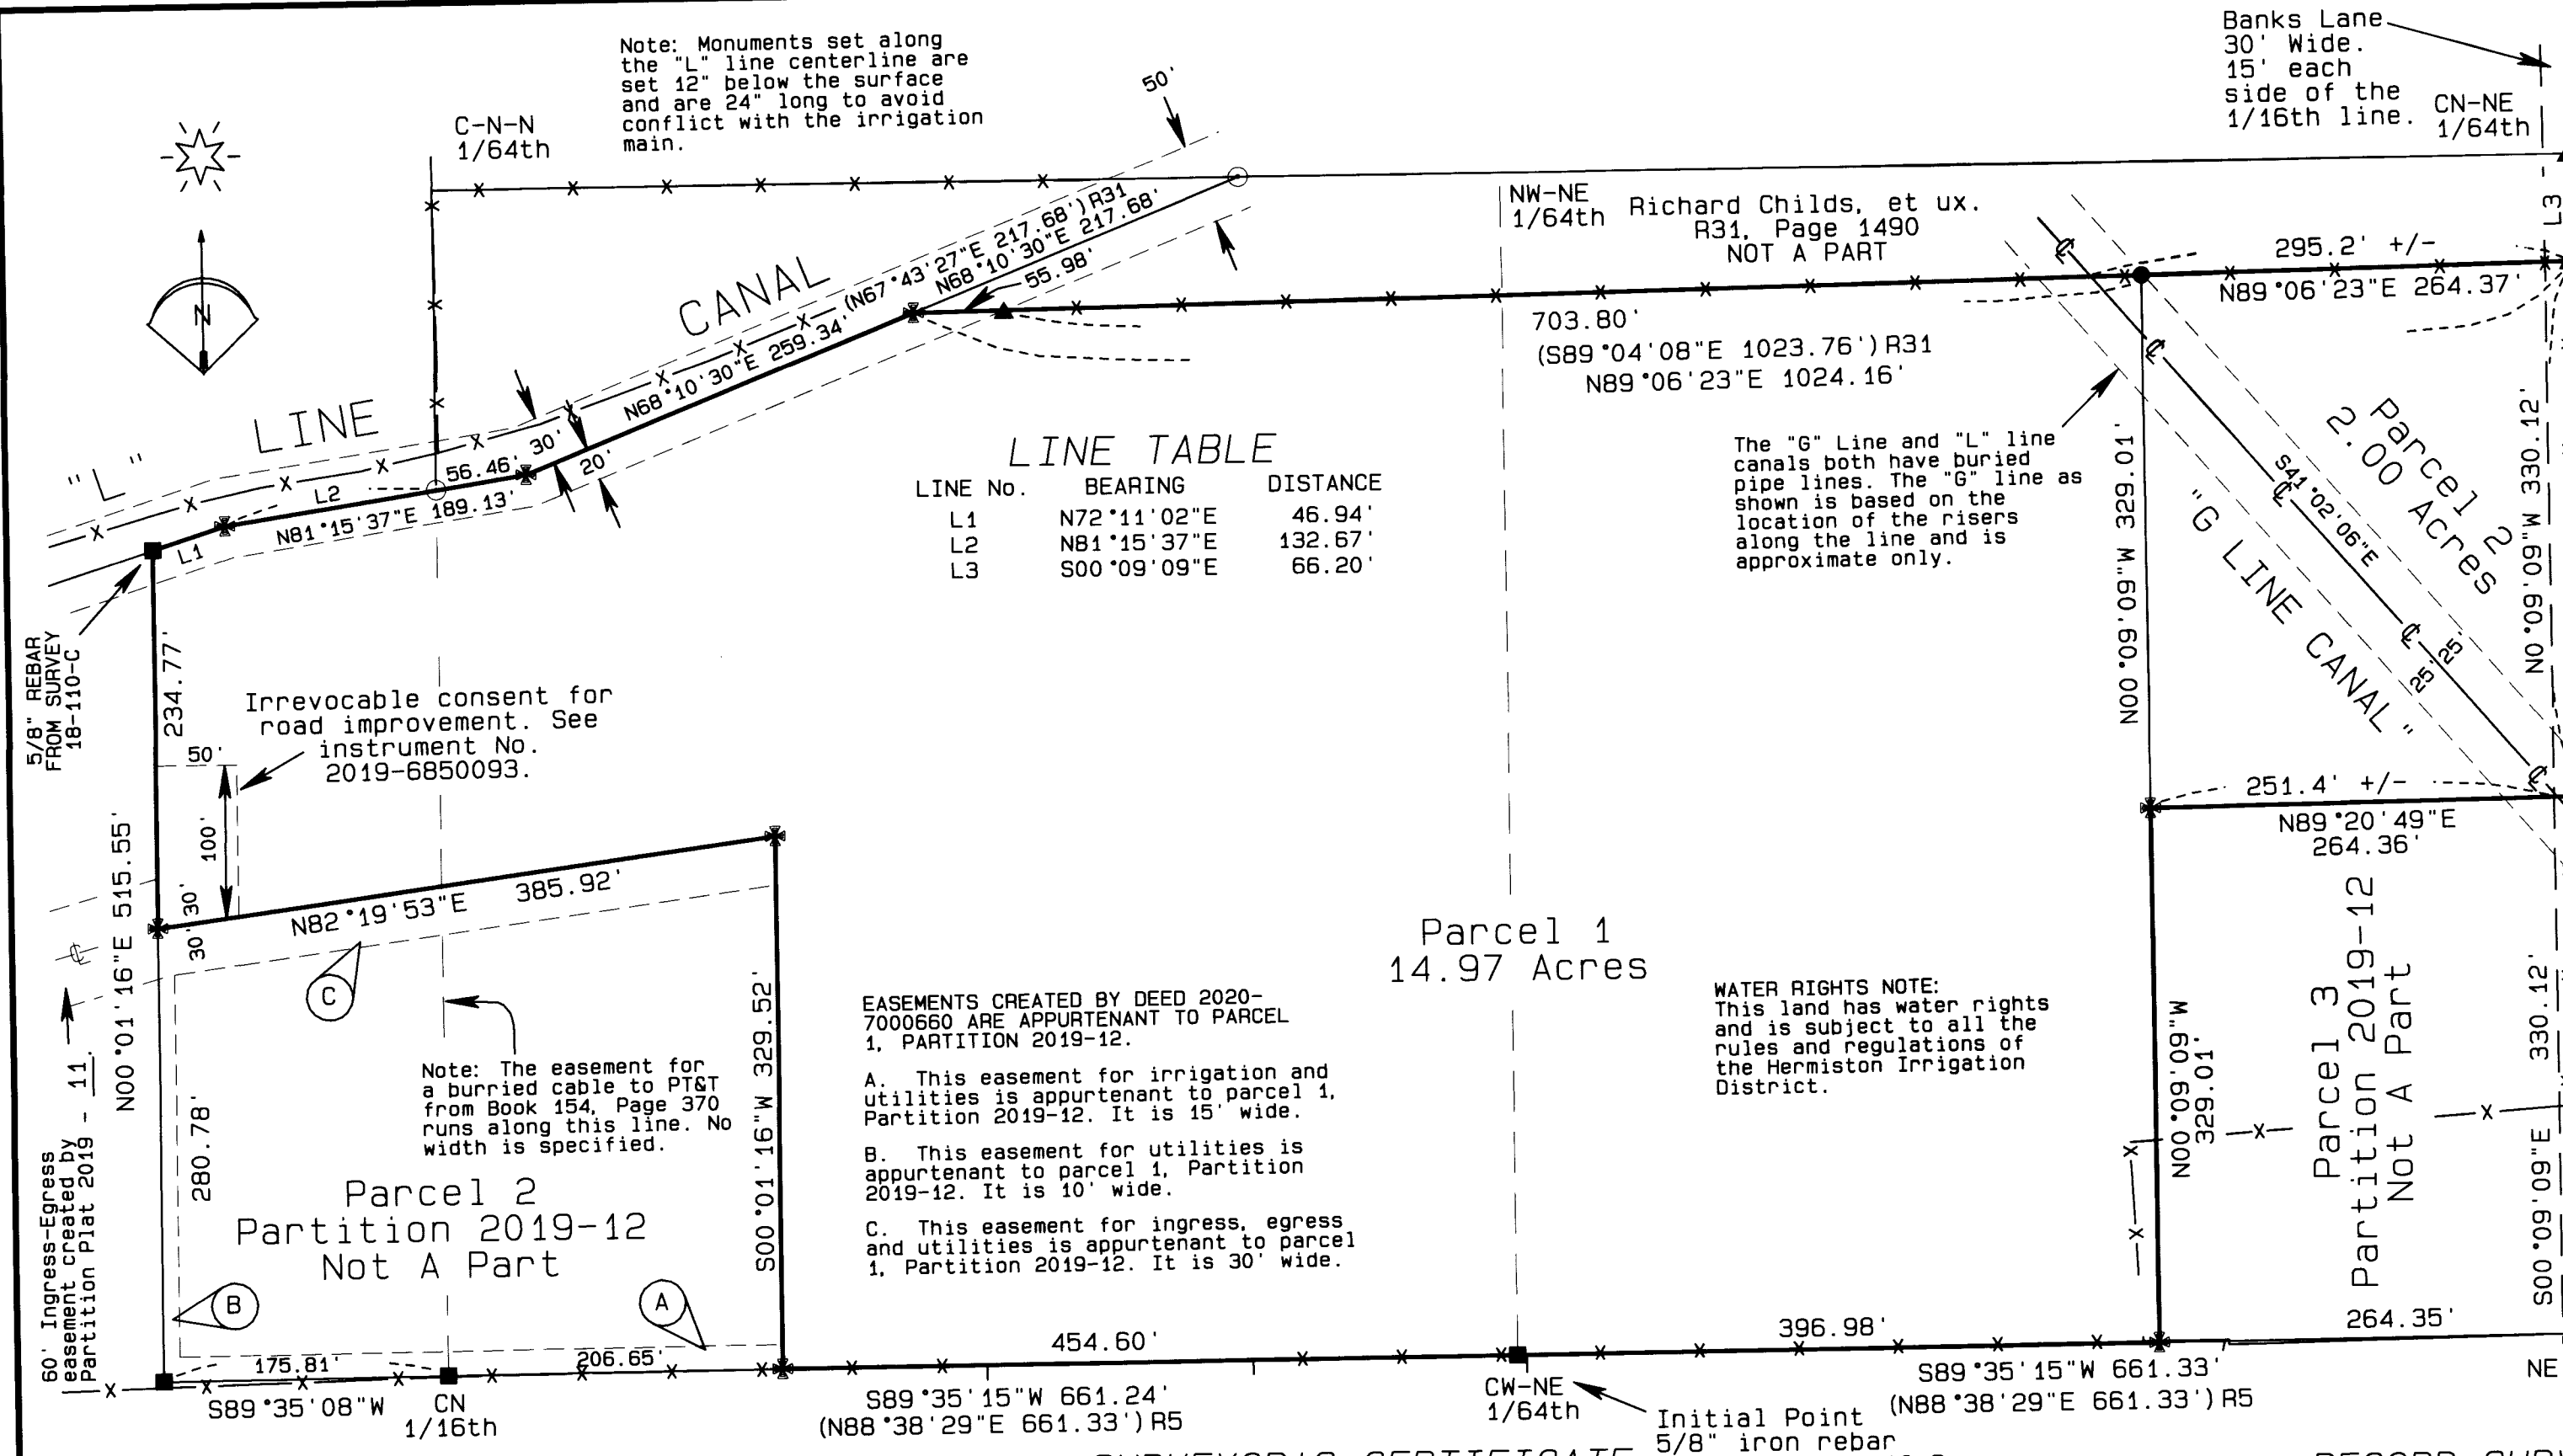 Note: Monuments set along
the "L" line centerline are
set 12" below the surface
and are 24" long to avoid
conflict with the irrigation
main.
C-N-N
1/64th
50'
Banks Lane
30' Wide.
15' each
side of the
1/16th line.
CN-NE
1/64th
N
"L" LINE CANAL
(N67°43'27"E 217.68')R31
N68°10'30"E 217.68'
55.98'
N68°10'30"E 259.34'
NW-NE
1/64th
Richard Childs, et ux.
R31, Page 1490
NOT A PART
295.2' +/-
N89°06'23"E 264.37'
L3
703.80'
(S89°04'08"E 1023.76')R31
N89°06'23"E 1024.16'
30'
20'
56.46'
L2
L1
N81°15'37"E 189.13'
LINE TABLE
LINE No. BEARING DISTANCE
L1 N72°11'02"E 46.94'
L2 N81°15'37"E 132.67'
L3 S00°09'09"E 66.20'
The "G" Line and "L" line
canals both have buried
pipe lines. The "G" line as
shown is based on the
location of the risers
along the line and is
approximate only.
N00°09'09"W 329.01'
Parcel 2
2.00 Acres
S41°02'06"E
"G LINE CANAL"
25' 25'
N0°09'09"W 330.12'
5/8" REBAR
FROM SURVEY
18-110-C
234.77'
Irrevocable consent for
road improvement. See
instrument No.
2019-6850093.
50'
100'
30'
30'
N00°01'16"E 515.55'
N82°19'53"E 385.92'
C
251.4' +/-
N89°20'49"E
264.36'
Parcel 1
14.97 Acres
60' Ingress-Egress
easement created by
Partition Plat 2019 - 11.
280.78'
Note: The easement for
a burried cable to PT&T
from Book 154, Page 370
runs along this line. No
width is specified.
S00°01'16"W 329.52'
EASEMENTS CREATED BY DEED 2020-
7000660 ARE APPURTENANT TO PARCEL
1, PARTITION 2019-12.
A. This easement for irrigation and
utilities is appurtenant to parcel 1,
Partition 2019-12. It is 15' wide.
B. This easement for utilities is
appurtenant to parcel 1, Partition
2019-12. It is 10' wide.
C. This easement for ingress, egress
and utilities is appurtenant to parcel
1, Partition 2019-12. It is 30' wide.
WATER RIGHTS NOTE:
This land has water rights
and is subject to all the
rules and regulations of
the Hermiston Irrigation
District.
N00°09'09"W
329.01'
Parcel 3
Partition 2019-12
Not A Part
S00°09'09"E 330.12'
Parcel 2
Partition 2019-12
Not A Part
B
A
175.81'
206.65'
454.60'
396.98'
264.35'
S89°35'08"W
CN
1/16th
S89°35'15"W 661.24'
(N88°38'29"E 661.33')R5
CW-NE
1/64th
Initial Point
5/8" iron rebar
S89°35'15"W 661.33'
(N88°38'29"E 661.33')R5
NE